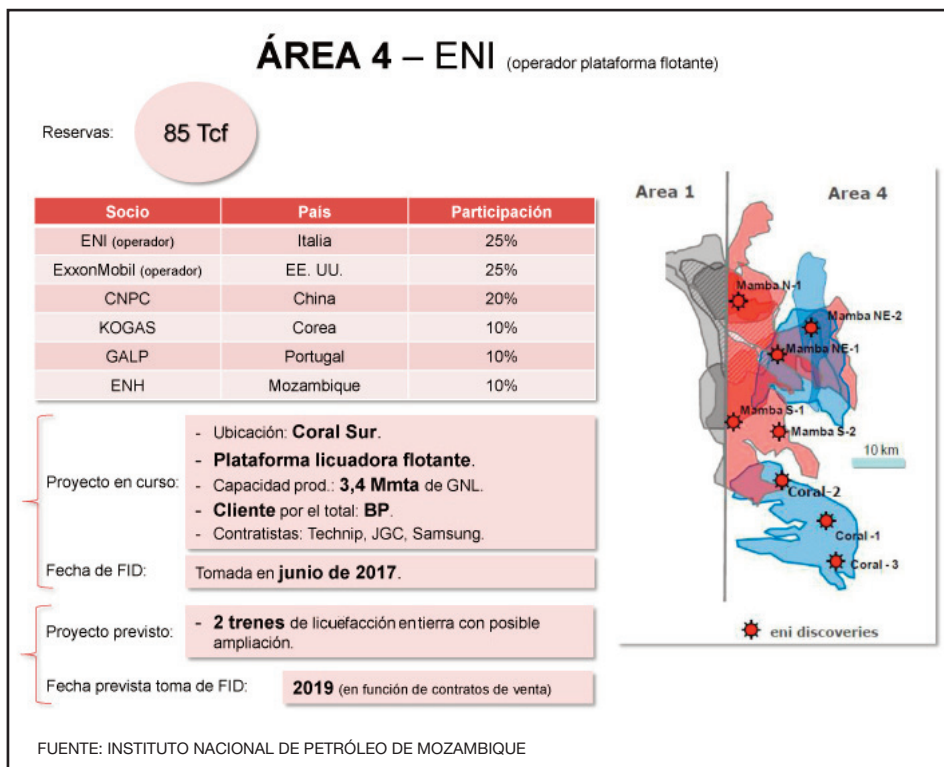 ÁREA 4 – ENI (operador plataforma flotante)
Reservas: 85 Tcf
Socio País Participación
ENI (operador) Italia 25%
ExxonMobil (operador) EE. UU. 25%
CNPC China 20%
KOGAS Corea 10%
GALP Portugal 10%
ENH Mozambique 10%
Proyecto en curso:
- Ubicación: Coral Sur.
- Plataforma licuadora flotante.
- Capacidad prod.: 3,4 Mmta de GNL.
- Cliente por el total: BP.
- Contratistas: Technip, JGC, Samsung.
Fecha de FID: Tomada en junio de 2017.
Proyecto previsto:
- 2 trenes de licuefacción en tierra con posible
ampliación.
Fecha prevista toma de FID: 2019 (en función de contratos de venta)
Area 1 Area 4
Mamba N-1
Mamba NE-2
Mamba NE-1
Mamba S-1
Mamba S-2
10 km
Coral-2
Coral -1
Coral - 3
eni discoveries
FUENTE: INSTITUTO NACIONAL DE PETRÓLEO DE MOZAMBIQUE